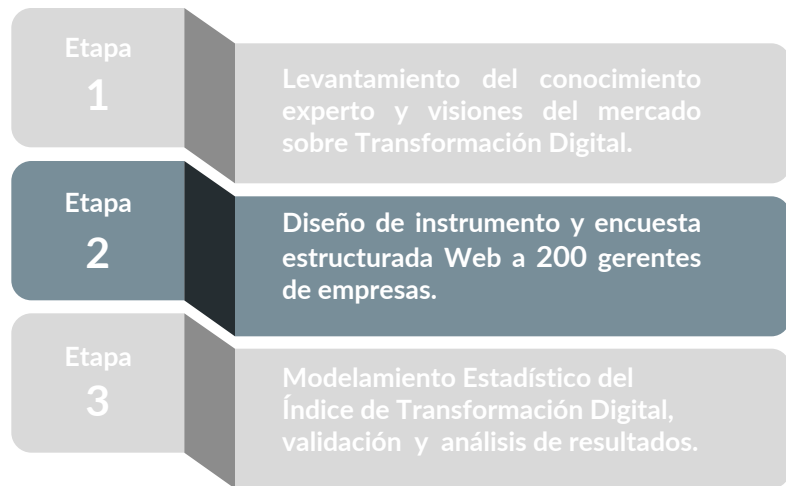 Etapa
1
Levantamiento del conocimiento
experto y visiones del mercado
sobre Transformación Digital.
Etapa
2
Diseño de instrumento y encuesta
estructurada Web a 200 gerentes
de empresas.
Etapa
3
Modelamiento Estadístico del
Índice de Transformación Digital,
validación y análisis de resultados.